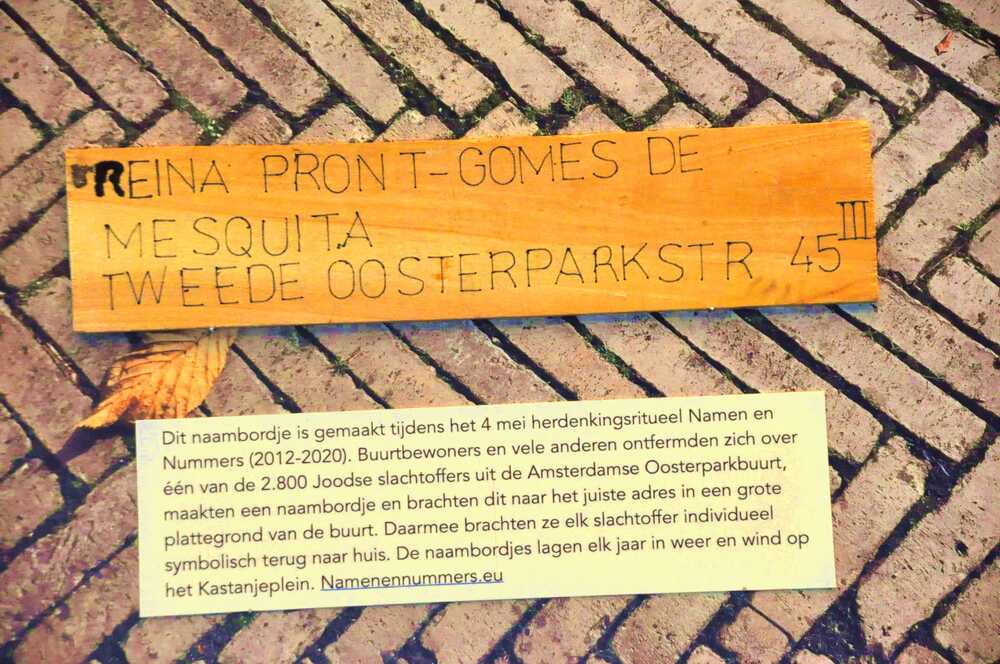 REINA PRONT-GOMES DE
MESQUITA
TWEEDE OOSTERPARKSTR 45 III
Dit naambordje is gemaakt tijdens het 4 mei herdenkingsritueel Namen en
Nummers (2012-2020). Buurtbewoners en vele anderen ontfermden zich over
één van de 2.800 Joodse slachtoffers uit de Amsterdamse Oosterparkbuurt,
maakten een naambordje en brachten dit naar het juiste adres in een grote
plattegrond van de buurt. Daarmee brachten ze elk slachtoffer individueel
symbolisch terug naar huis. De naambordjes lagen elk jaar in weer en wind op
het Kastanjeplein. Namenennummers.eu